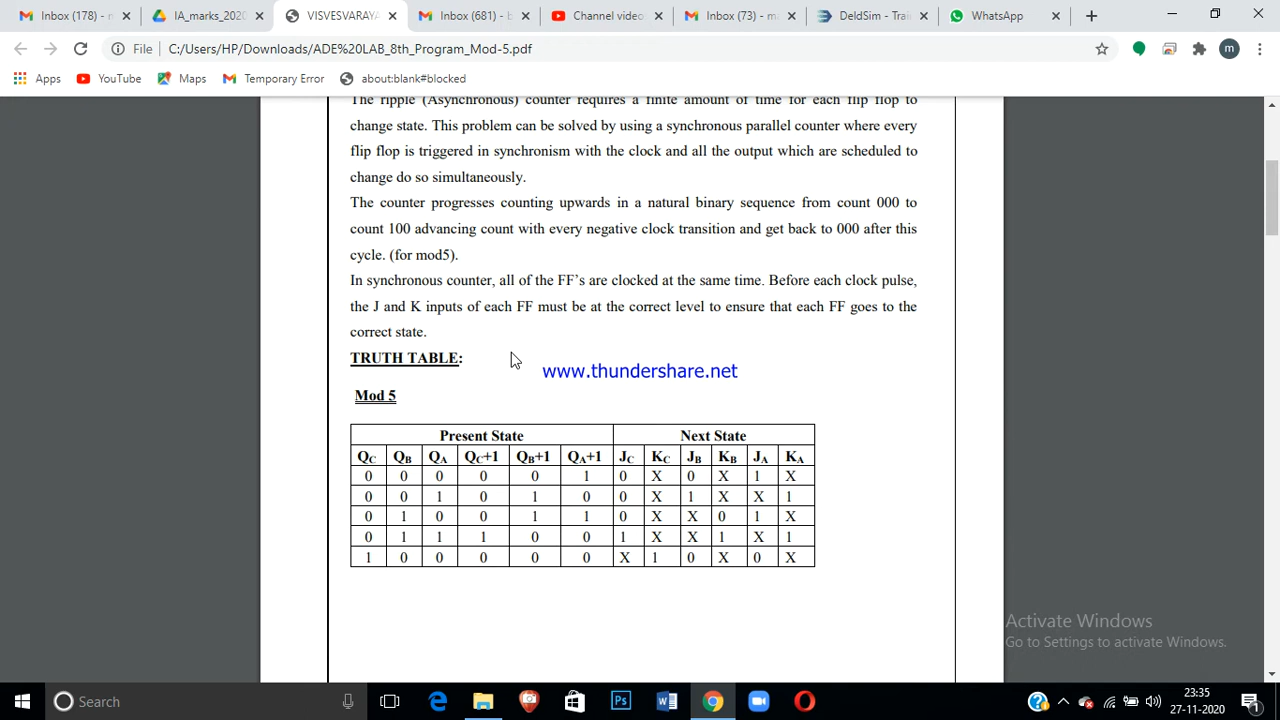 Inbox (178) - m
IA_marks_2020
VISVESVARAYA
Inbox (681) - i
Channel video
Inbox (73) - ma
DeldSim - Trai
WhatsApp
File
C:/Users/HP/Downloads/ADE%20LAB_8th_Program_Mod-5.pdf
m
Apps
YouTube
Maps
Temporary Error
about:blank#blocked
The ripple (Asynchronous) counter requires a finite amount of time for each flip flop to
change state. This problem can be solved by using a synchronous parallel counter where every
flip flop is triggered in synchronism with the clock and all the output which are scheduled to
change do so simultaneously.
The counter progresses counting upwards in a natural binary sequence from count 000 to
count 100 advancing count with every negative clock transition and get back to 000 after this
cycle. (for mod5).
In synchronous counter, all of the FF's are clocked at the same time. Before each clock pulse,
the J and K inputs of each FF must be at the correct level to ensure that each FF goes to the
correct state.
TRUTH TABLE:
www.thundershare.net
Mod 5
Present State Next State
QC QB QA QC+1 QB+1 QA+1 JC KC JB KB JA KA
0 0 0 0 0 1 0 X 0 X 1 X
0 0 1 0 1 0 0 X 1 X X 1
0 1 0 0 1 1 0 X X 0 1 X
0 1 1 1 0 0 1 X X 1 X 1
1 0 0 0 0 0 X 1 0 X 0 X
Activate Windows
Go to Settings to activate Windows.
Search
Ps
23:35
27-11-2020